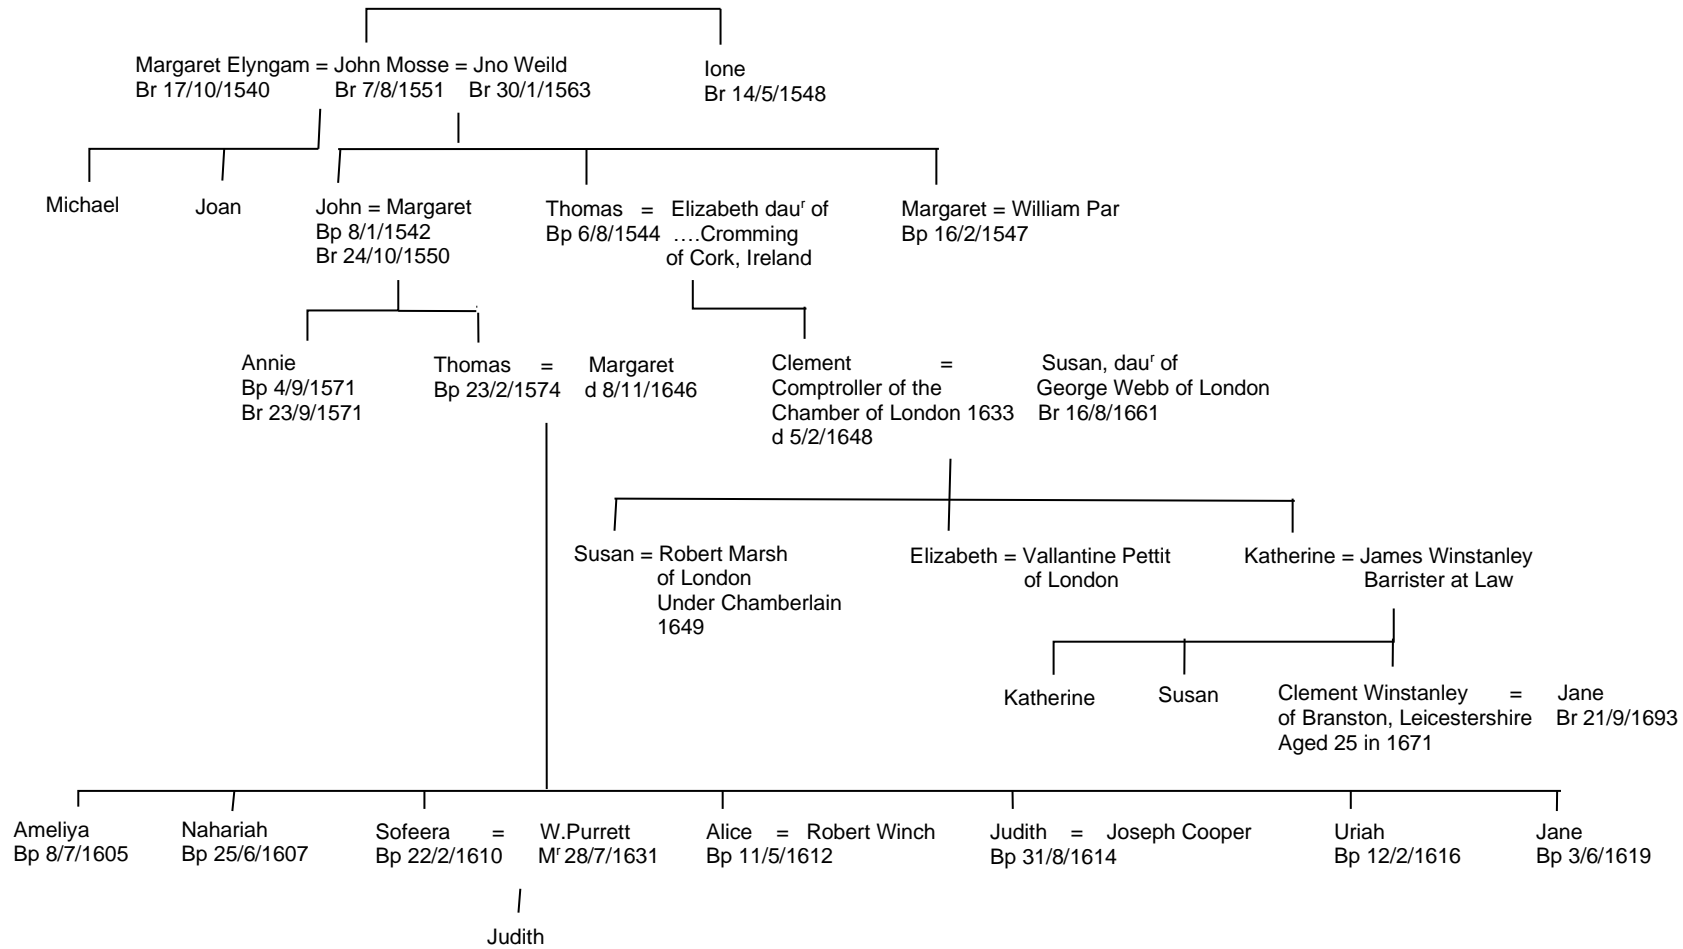 Margaret Elyngam = John Mosse = Jno Weild
Br 17/10/1540 Br 7/8/1551 Br 30/1/1563
Ione
Br 14/5/1548
Michael
Joan
John = Margaret
Bp 8/1/1542
Br 24/10/1550
Thomas = Elizabeth dauʳ of
Bp 6/8/1544 ....Cromming
of Cork, Ireland
Margaret = William Par
Bp 16/2/1547
Annie
Bp 4/9/1571
Br 23/9/1571
Thomas = Margaret
Bp 23/2/1574 d 8/11/1646
Clement = Susan, dauʳ of
Comptroller of the George Webb of London
Chamber of London 1633 Br 16/8/1661
d 5/2/1648
Susan = Robert Marsh
of London
Under Chamberlain
1649
Elizabeth = Vallantine Pettit
of London
Katherine = James Winstanley
Barrister at Law
Katherine
Susan
Clement Winstanley = Jane
of Branston, Leicestershire Br 21/9/1693
Aged 25 in 1671
Ameliya
Bp 8/7/1605
Nahariah
Bp 25/6/1607
Sofeera = W.Purrett
Bp 22/2/1610 Mʳ 28/7/1631
Alice = Robert Winch
Bp 11/5/1612
Judith = Joseph Cooper
Bp 31/8/1614
Uriah
Bp 12/2/1616
Jane
Bp 3/6/1619
Judith